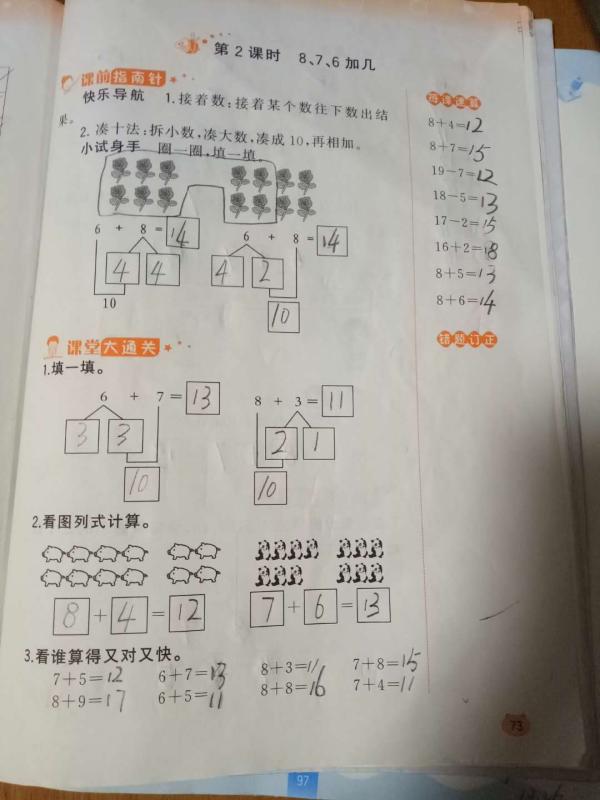 第2课时 8、7、6加几
课前指南针
快乐导航 1.接着数:接着某个数往下数出结
果。
2.凑十法:拆小数,凑大数,凑成10,再相加。
小试身手 圈一圈,填一填。
6 + 8 = 14
4 4
10
6 + 8 = 14
4 2
10
课堂大通关
1.填一填。
6 + 7 = 13
3 3
10
8 + 3 = 11
2 1
10
2.看图列式计算。
8 + 4 = 12
7 + 6 = 13
3.看谁算得又对又快。
7+5=12 6+7=13 8+3=11 7+8=15
8+9=17 6+5=11 8+8=16 7+4=11
每课速算
8+4=12
8+7=15
19-7=12
18-5=13
17-2=15
16+2=18
8+5=13
8+6=14
错题订正
73
97